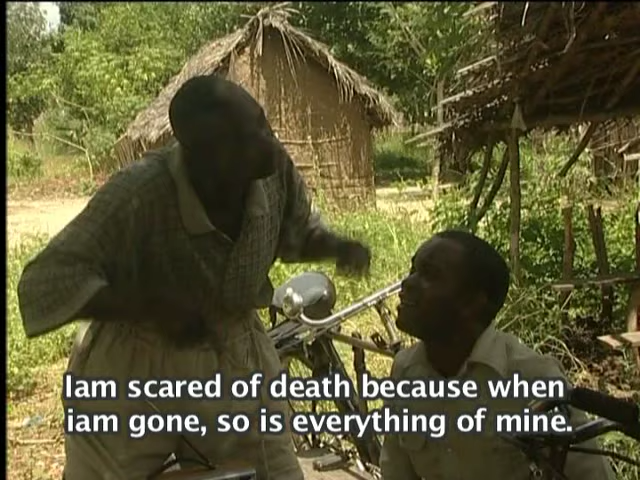 Iam scared of death because when
iam gone, so is everything of mine.